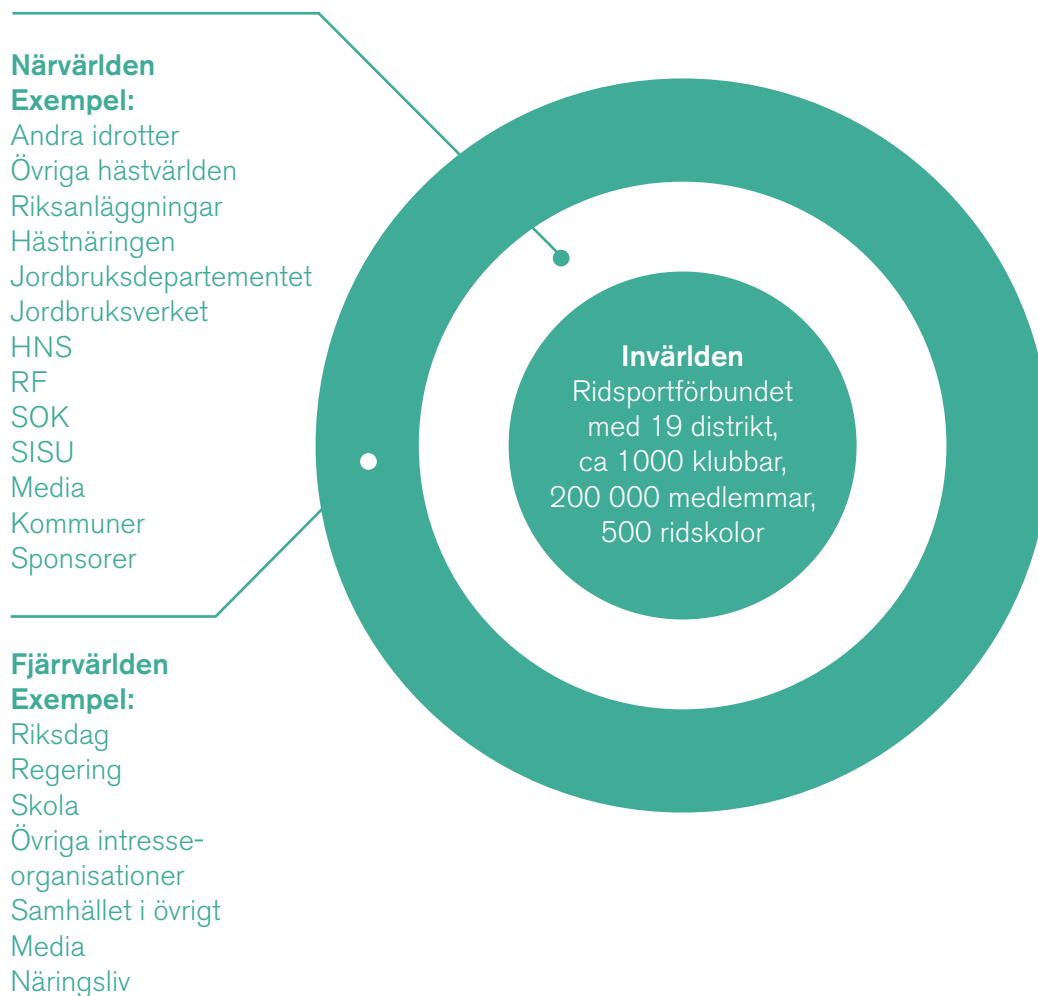 Närvärlden
Exempel:
Andra idrotter
Övriga hästvärlden
Riksanläggningar
Hästnäringen
Jordbruksdepartementet
Jordbruksverket
HNS
RF
SOK
SISU
Media
Kommuner
Sponsorer
Invärlden
Ridsportförbundet
med 19 distrikt,
ca 1000 klubbar,
200 000 medlemmar,
500 ridskolor
Fjärrvärlden
Exempel:
Riksdag
Regering
Skola
Övriga intresse-
organisationer
Samhället i övrigt
Media
Näringsliv